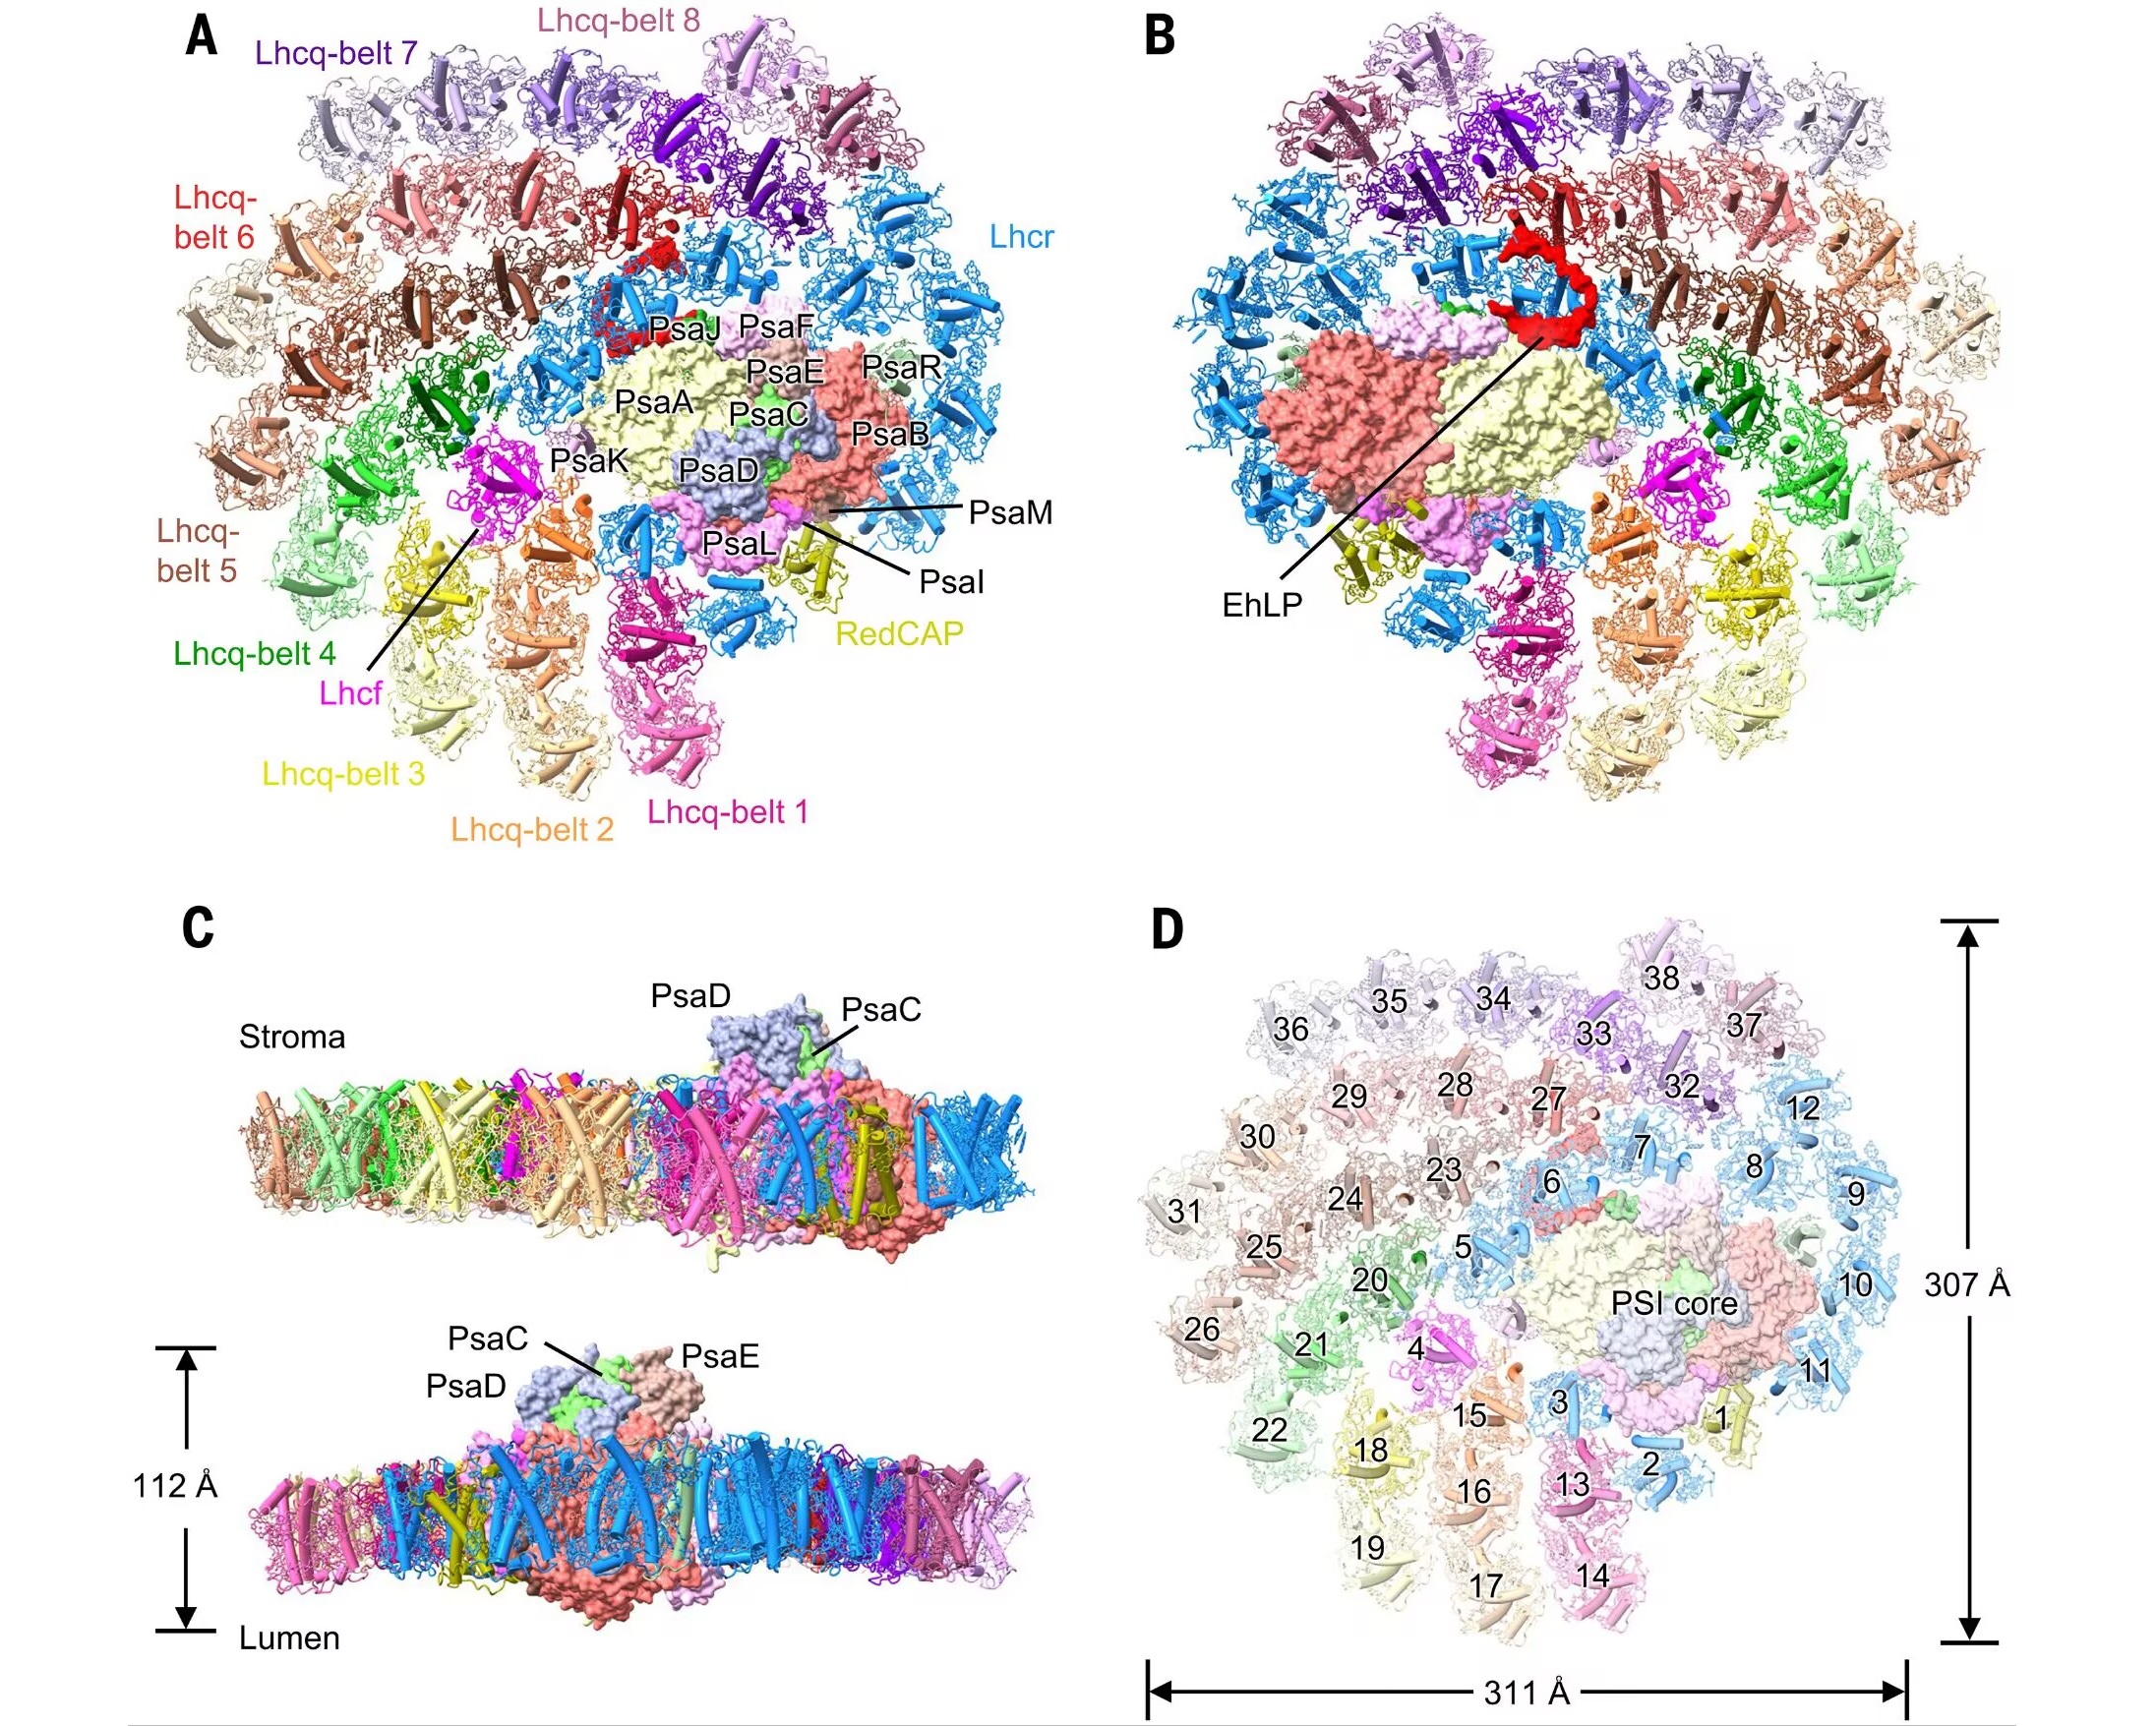 A
Lhcq-belt 8
Lhcq-belt 7
Lhcq-
belt 6
Lhcr
PsaJ
PsaF
PsaE
PsaR
PsaA
PsaC
PsaB
PsaK
PsaD
PsaM
Lhcq-
belt 5
PsaL
PsaI
RedCAP
Lhcq-belt 4
Lhcf
Lhcq-belt 3
Lhcq-belt 2
Lhcq-belt 1
B
EhLP
C
PsaD
PsaC
Stroma
PsaC
PsaE
PsaD
112 Å
Lumen
D
38
35
34
36
33
37
32
29
28
27
12
30
7
23
8
6
31
24
9
25
5
20
10
PSI core
307 Å
26
21
4
11
22
15
3
1
18
2
16
13
19
17
14
311 Å